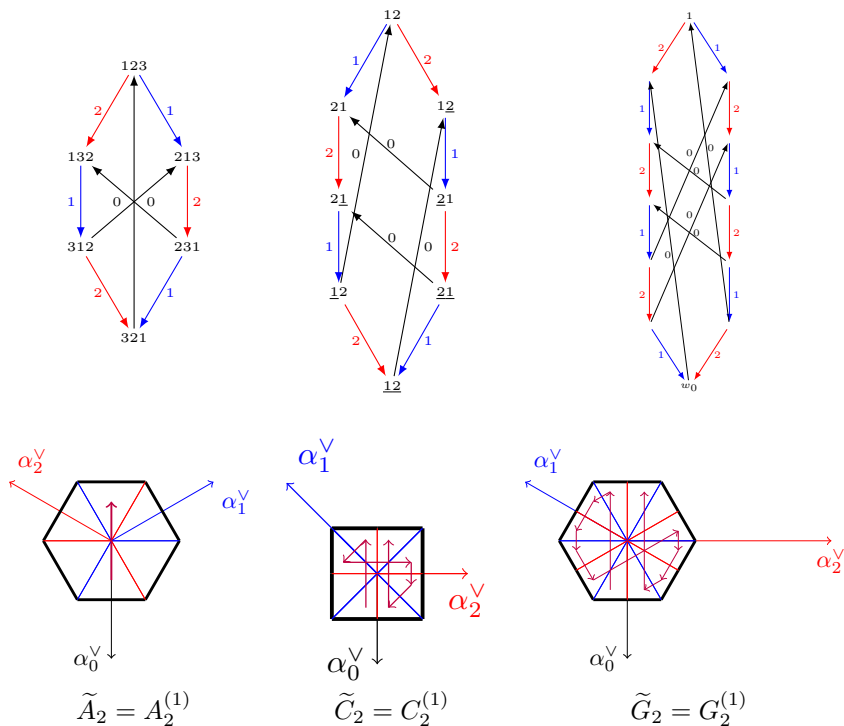 123
2 1
132 213
1 0 0 2
312 231
2 1
321
12
1 2
21 12
2 0 0 1
21 21
1 0 0 2
12 21
2 1
12
1
2 1
1 2
0 0
2 0 1
0
1 0 0 2
2 1
1 2
w₀
α₂^∨
α₁^∨
α₀^∨
Ã₂ = A₂^(1)
α₁^∨
α₂^∨
α₀^∨
C̃₂ = C₂^(1)
α₁^∨
α₂^∨
α₀^∨
G̃₂ = G₂^(1)